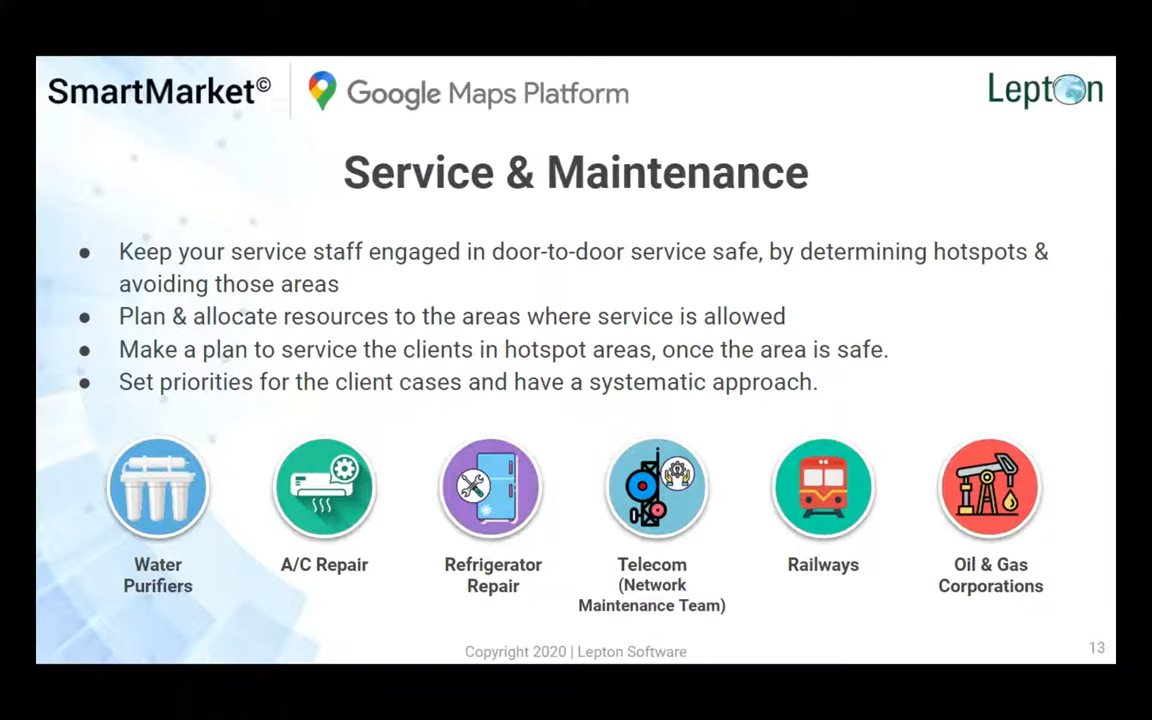 SmartMarket©
Google Maps Platform
Lepton
Service & Maintenance
● Keep your service staff engaged in door-to-door service safe, by determining hotspots &
avoiding those areas
● Plan & allocate resources to the areas where service is allowed
● Make a plan to service the clients in hotspot areas, once the area is safe.
● Set priorities for the client cases and have a systematic approach.
Water
Purifiers
A/C Repair
Refrigerator
Repair
Telecom
(Network
Maintenance Team)
Railways
Oil & Gas
Corporations
Copyright 2020 | Lepton Software
13